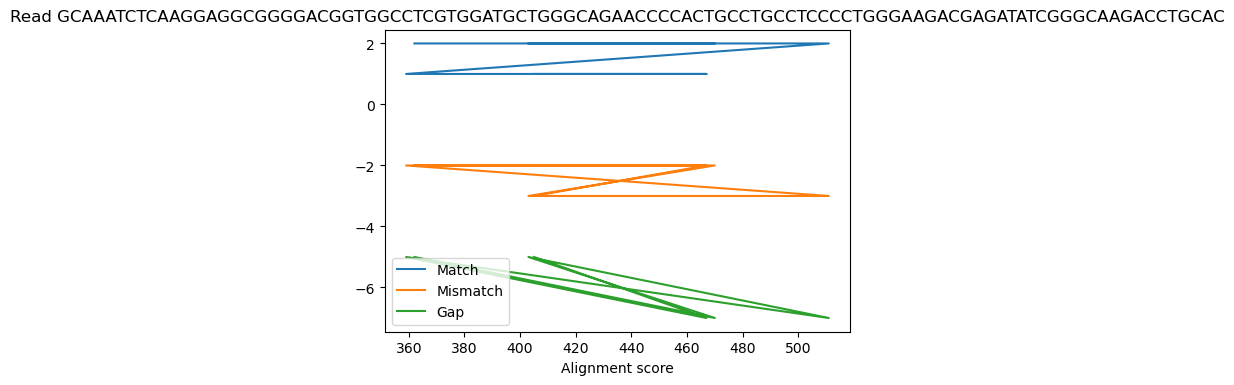 Read GCAAATCTCAAGGAGGCGGGGACGGTGGCCTCGTGGATGCTGGGCAGAACCCCACTGCCTGCCTCCCCTGGGAAGACGAGATATCGGGCAAGACCTGCAC
2
0
−2
−4
−6
Match
Mismatch
Gap
360 380 400 420 440 460 480 500
Alignment score